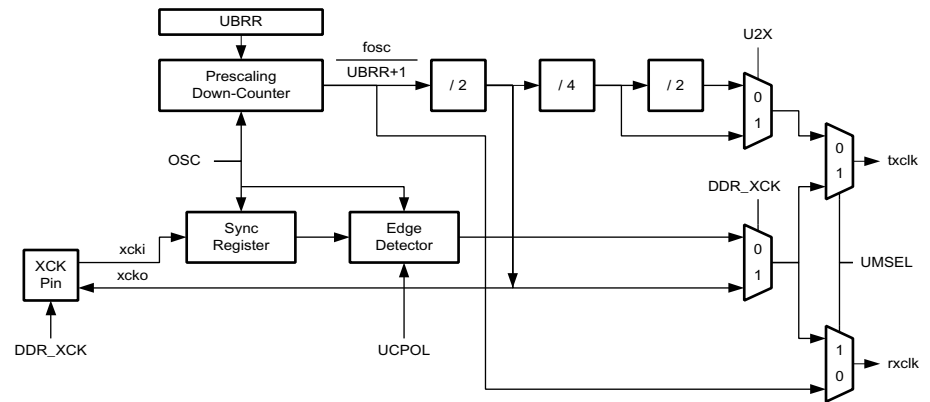 UBRR
U2X
fosc
Prescaling
Down-Counter
UBRR+1
/ 2
/ 4
/ 2
0
1
OSC
0
1
txclk
DDR_XCK
Sync
Register
Edge
Detector
xcki
0
1
XCK
Pin
xcko
UMSEL
DDR_XCK
UCPOL
1
0
rxclk